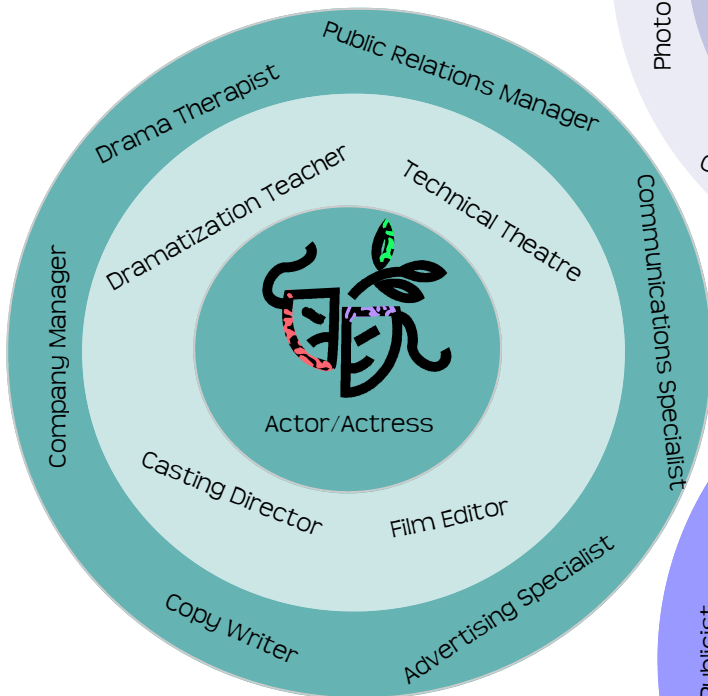 Public Relations Manager
Photo
Drama Therapist
Dramatization Teacher
Technical Theatre
Communications Specialist
Company Manager
Actor/Actress
Casting Director
Film Editor
Advertising Specialist
Copy Writer
Publicist